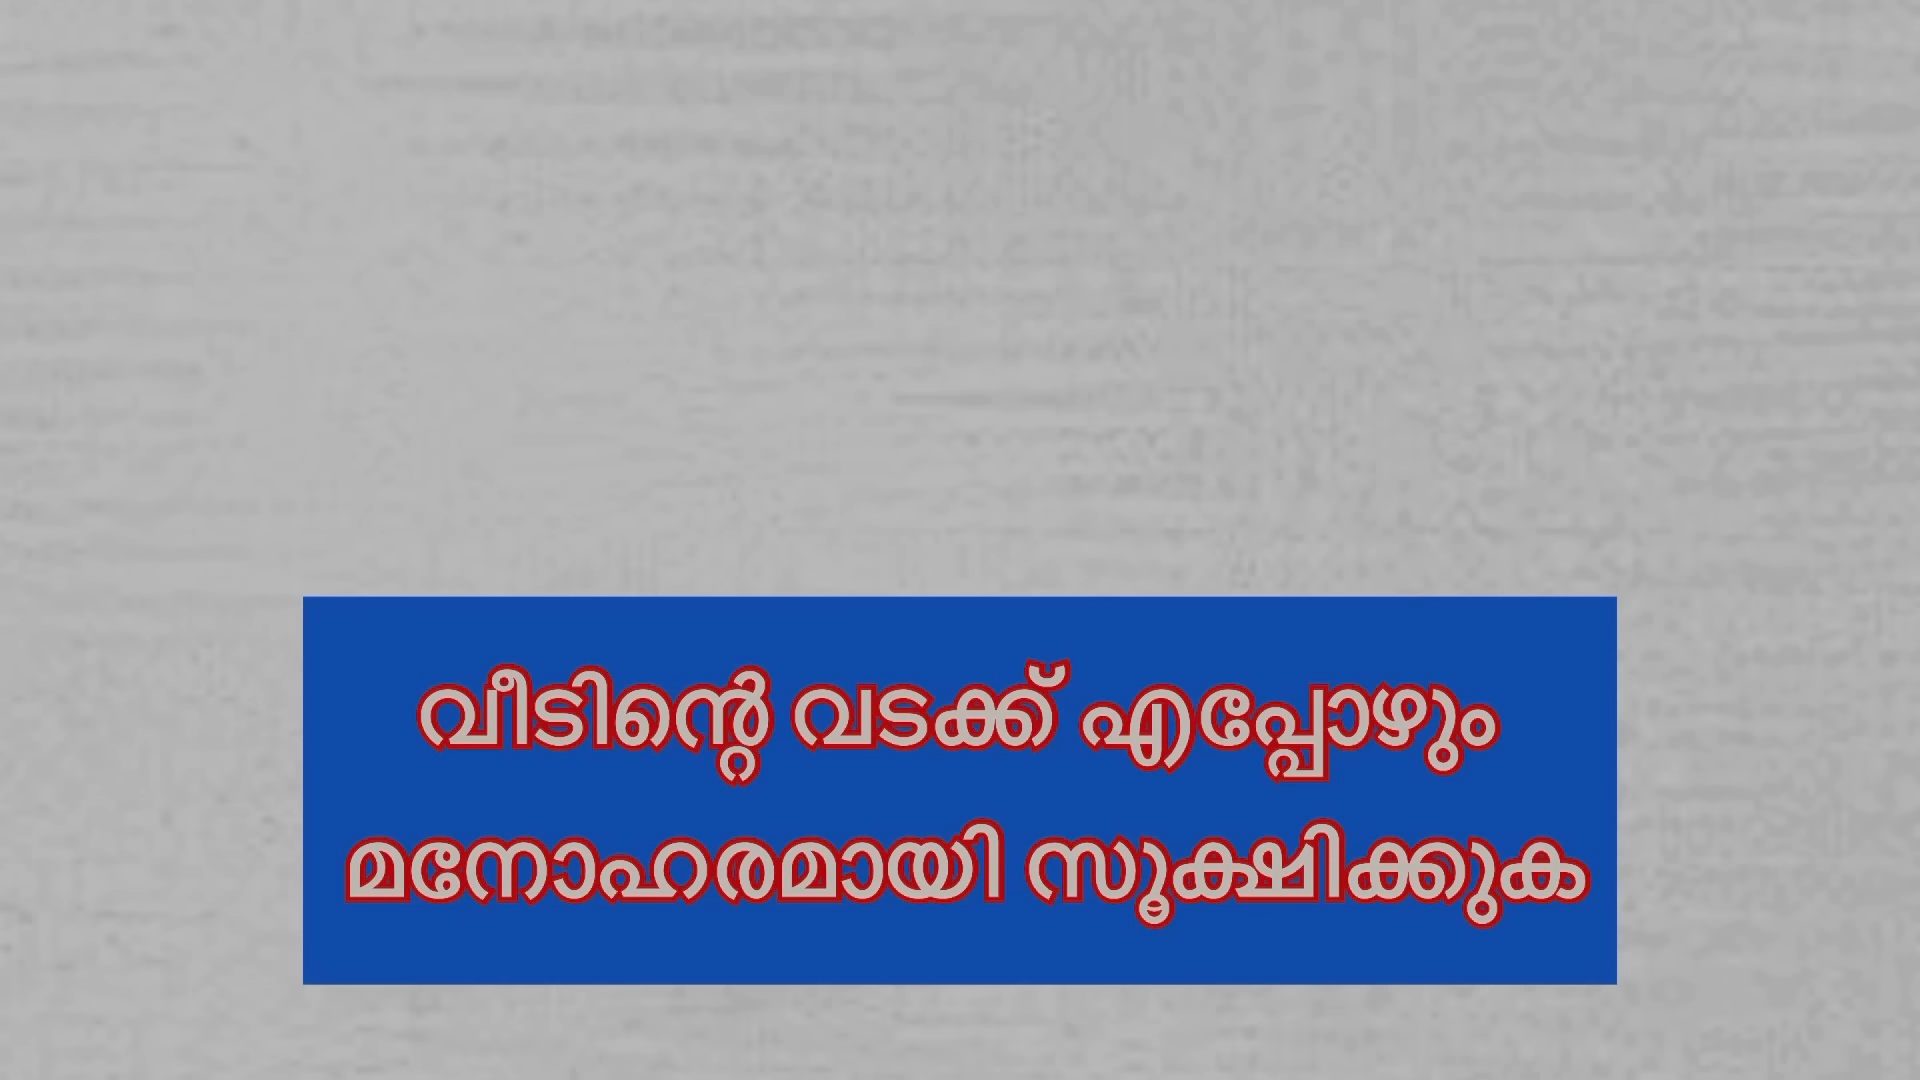 വീടിന്റെ വടക്ക് എപ്പോഴും
മനോഹരമായി സൂക്ഷിക്കുക